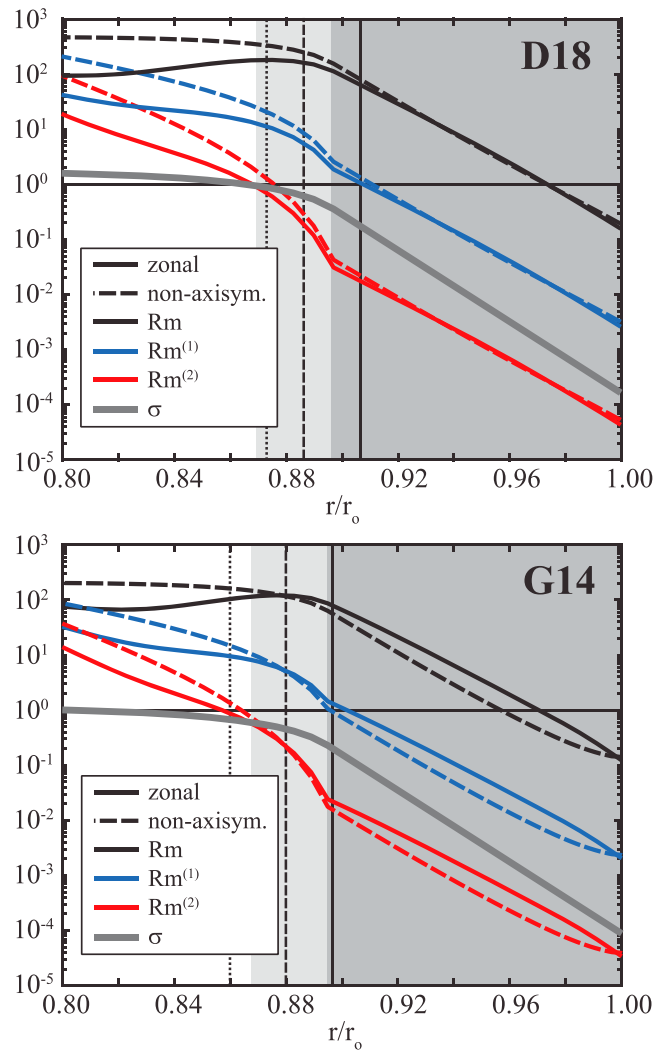 10³
D18
10²
10¹
10⁰
10⁻¹
zonal
10⁻²
non-axisym.
Rm
10⁻³
Rm⁽¹⁾
Rm⁽²⁾
10⁻⁴
σ
10⁻⁵
0.80 0.84 0.88 0.92 0.96 1.00
r/rₒ
10³
G14
10²
10¹
10⁰
10⁻¹
zonal
10⁻²
non-axisym.
Rm
10⁻³
Rm⁽¹⁾
Rm⁽²⁾
10⁻⁴
σ
10⁻⁵
0.80 0.84 0.88 0.92 0.96 1.00
r/rₒ